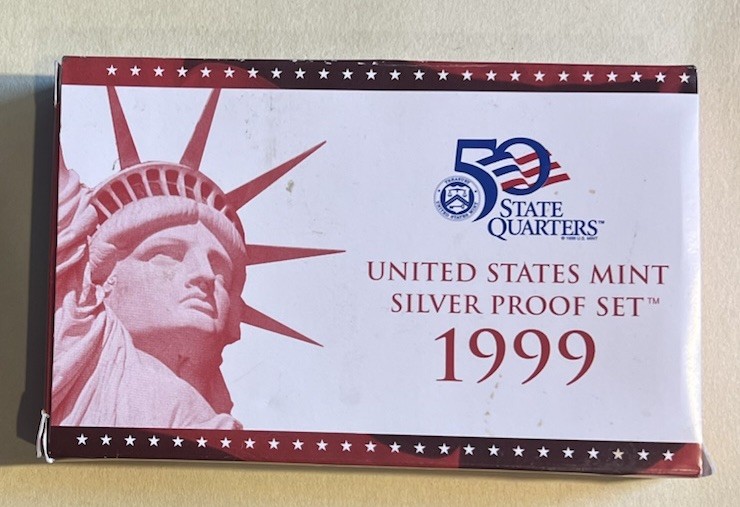 50
STATE
QUARTERS™
UNITED STATES MINT
SILVER PROOF SET™
1999